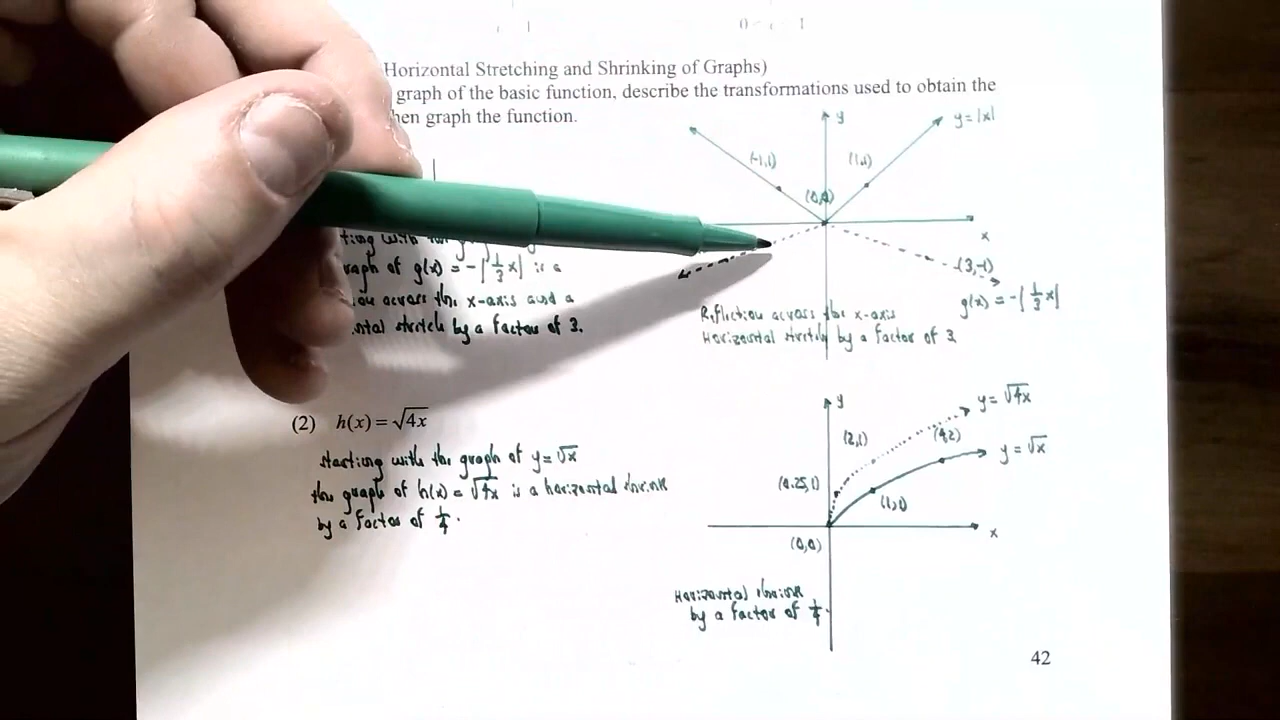 Horizontal Stretching and Shrinking of Graphs)
graph of the basic function, describe the transformations used to obtain the
hen graph the function.
y
y=|x|
(-1,1)
(1,1)
(0,0)
x
(3,-1)
g(x) = -|1/3 x|
ting with
raph of g(x) = -|1/3 x| is a
across the x-axis and a
ntal stretch by a factor of 3.
Reflection across the x-axis
Horizontal stretch by a factor of 3
(2) h(x) = √4x
starting with the graph of y=√x
the graph of h(x) = √4x is a horizontal shrink
by a factor of 1/4.
y
y = √4x
(2,1)
(4,2)
y = √x
(0.25,1)
(1,1)
x
(0,0)
Horizontal shrink
by a factor of 1/4.
42